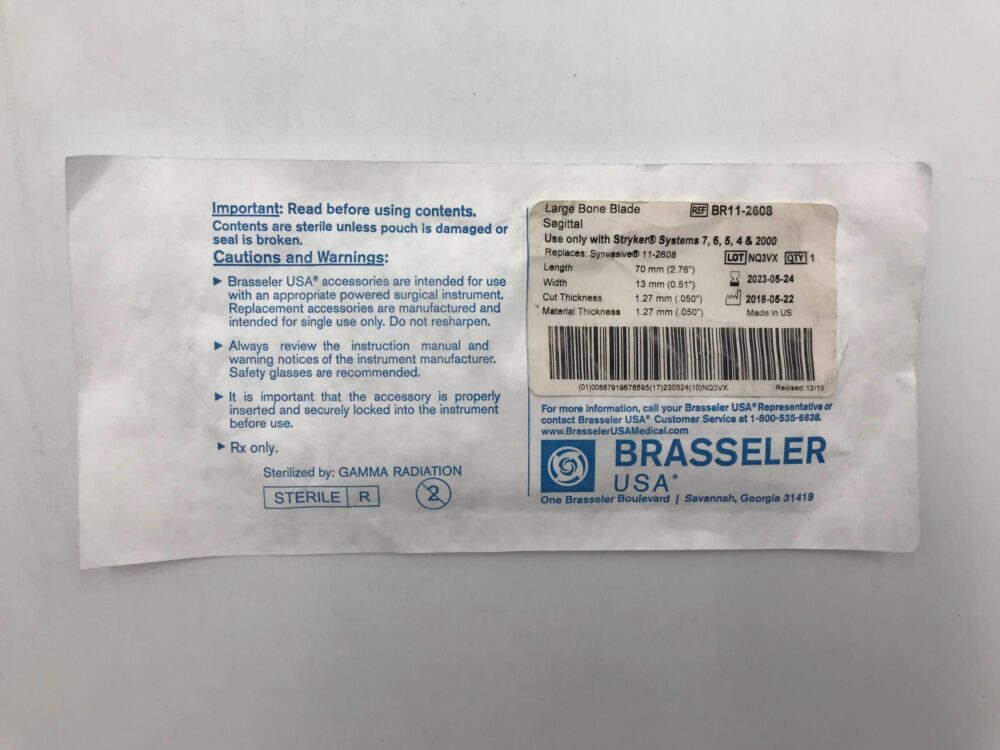 Important: Read before using contents.
Contents are sterile unless pouch is damaged or
seal is broken.
Cautions and Warnings:
▶ Brasseler USA® accessories are intended for use
with an appropriate powered surgical instrument.
Replacement accessories are manufactured and
intended for single use only. Do not resharpen.
▶ Always review the instruction manual and
warning notices of the instrument manufacturer.
Safety glasses are recommended.
▶ It is important that the accessory is properly
inserted and securely locked into the instrument
before use.
▶ Rx only.
Sterilized by: GAMMA RADIATION
STERILE R
2
Large Bone Blade REF BR11-2608
Sagittal
Use only with Stryker® Systems 7, 6, 5, 4 & 2000
Replaces: Synvasive® 11-2608 LOT NQ3VX QTY 1
Length 70 mm (2.76") 2023-05-24
Width 13 mm (0.51")
Cut Thickness 1.27 mm (.050") 2018-05-22
Material Thickness 1.27 mm (.050") Made in US
(01)00887919678595(17)230524(10)NQ3VX Revised: 12/15
For more information, call your Brasseler USA® Representative or
contact Brasseler USA® Customer Service at 1-800-535-6638.
www.BrasselerUSAMedical.com
BRASSELER
USA®
One Brasseler Boulevard | Savannah, Georgia 31419